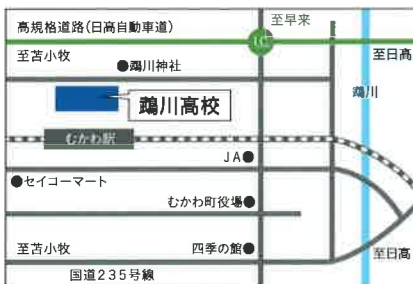 高規格道路(日高自動車道)
至早来
IC
至苫小牧
至日高
●鵡川神社
鵡川
鵡川高校
むかわ駅
JA●
●セイコーマート
むかわ町役場●
至苫小牧
四季の館●
至日高
国道235号線